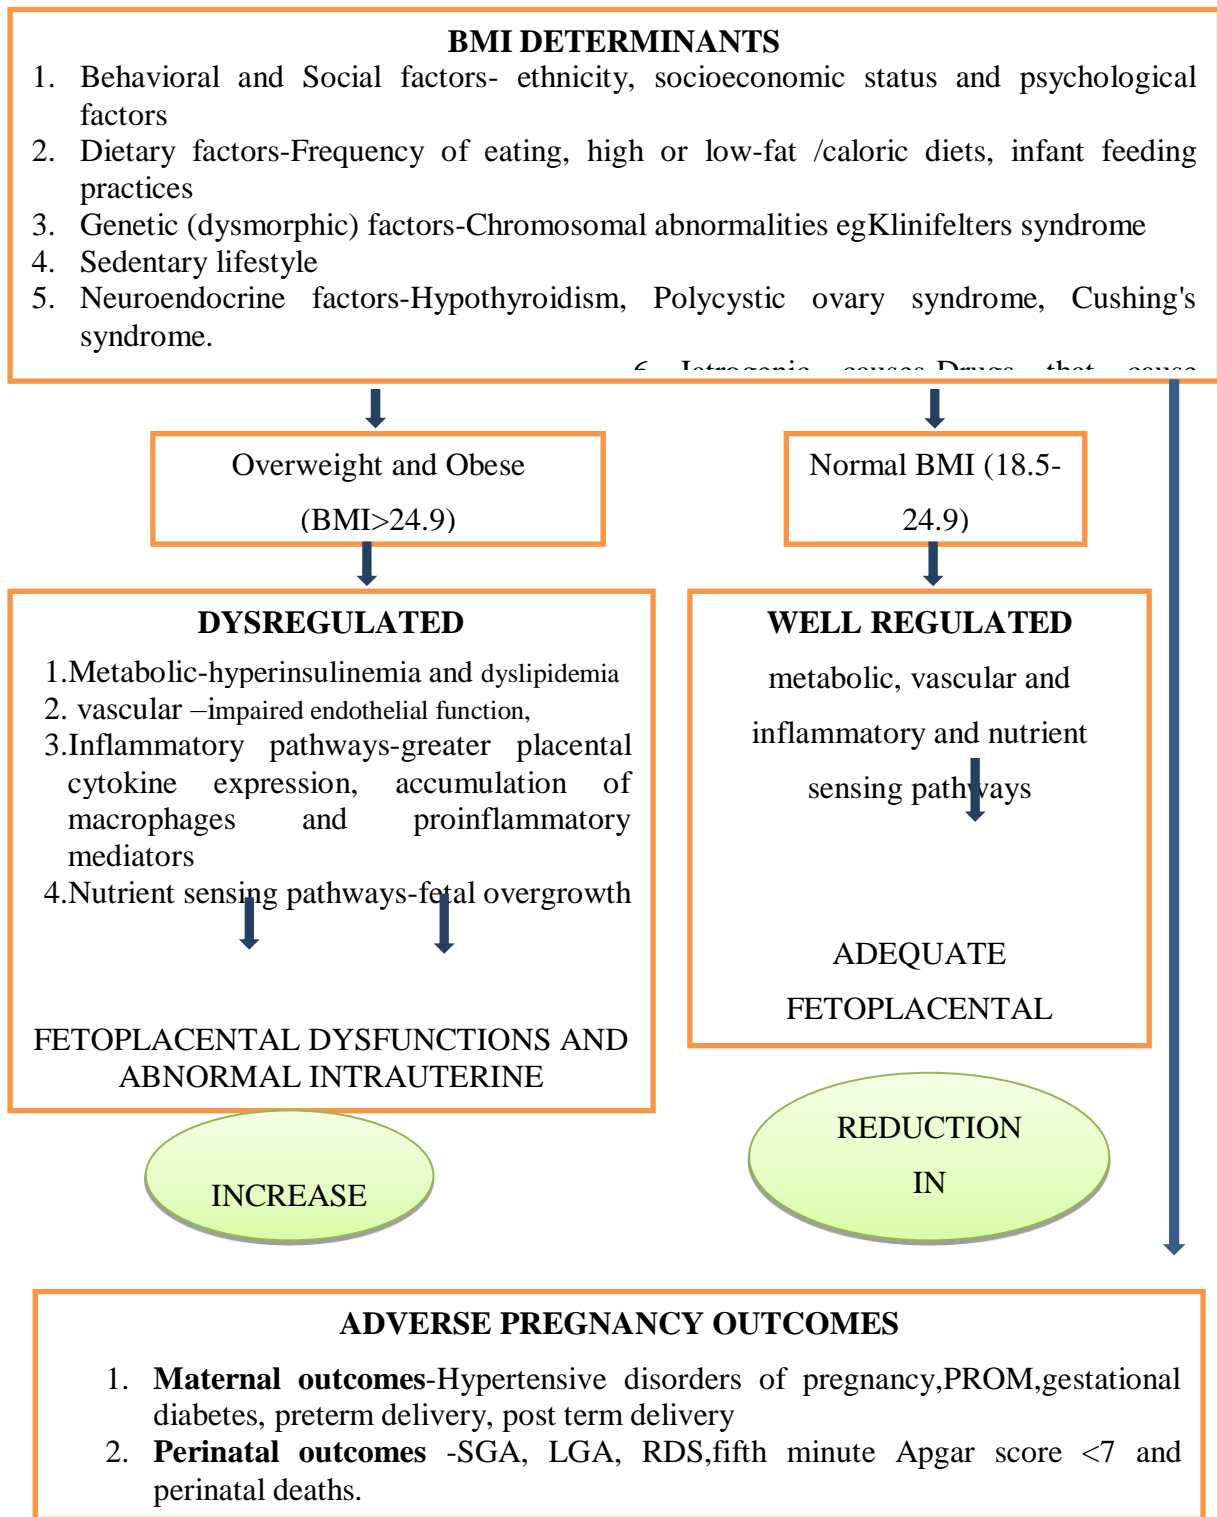 BMI DETERMINANTS
1. Behavioral and Social factors- ethnicity, socioeconomic status and psychological
factors
2. Dietary factors-Frequency of eating, high or low-fat /caloric diets, infant feeding
practices
3. Genetic (dysmorphic) factors-Chromosomal abnormalities egKlinifelters syndrome
4. Sedentary lifestyle
5. Neuroendocrine factors-Hypothyroidism, Polycystic ovary syndrome, Cushing's
syndrome.
6 Iatrogenic causes-Drugs that cause
Overweight and Obese
(BMI>24.9)
Normal BMI (18.5-
24.9)
DYSREGULATED
1.Metabolic-hyperinsulinemia and dyslipidemia
2. vascular –impaired endothelial function,
3.Inflammatory pathways-greater placental
cytokine expression, accumulation of
macrophages and proinflammatory
mediators
4.Nutrient sensing pathways-fetal overgrowth
FETOPLACENTAL DYSFUNCTIONS AND
ABNORMAL INTRAUTERINE
WELL REGULATED
metabolic, vascular and
inflammatory and nutrient
sensing pathways
ADEQUATE
FETOPLACENTAL
INCREASE
REDUCTION
IN
ADVERSE PREGNANCY OUTCOMES
1. Maternal outcomes-Hypertensive disorders of pregnancy,PROM,gestational
diabetes, preterm delivery, post term delivery
2. Perinatal outcomes -SGA, LGA, RDS,fifth minute Apgar score <7 and
perinatal deaths.